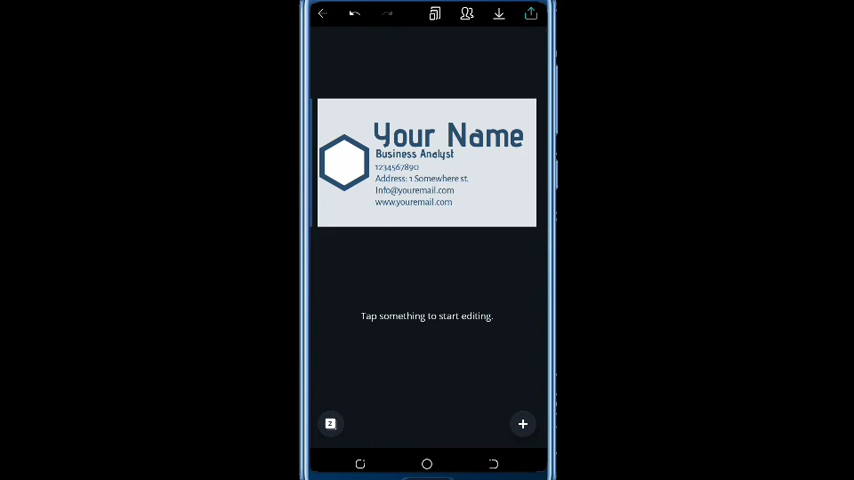 Your Name
Business Analyst
1234567890
Address: 1 Somewhere st.
Info@youremail.com
www.youremail.com
Tap something to start editing.
2